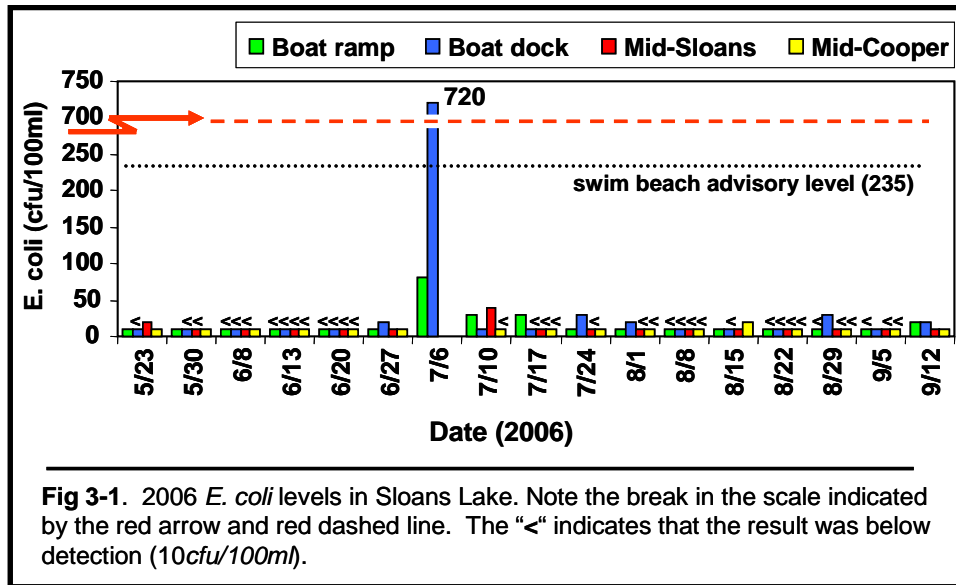 Boat ramp Boat dock Mid-Sloans Mid-Cooper
E. coli (cfu/100ml)
750
720
700
250
swim beach advisory level (235)
200
150
100
50
< << <<< <<<< <<<< < <<< < << <<<< < <<<< <<< <<<
0
5/23 5/30 6/8 6/13 6/20 6/27 7/6 7/10 7/17 7/24 8/1 8/8 8/15 8/22 8/29 9/5 9/12
Date (2006)
Fig 3-1. 2006 E. coli levels in Sloans Lake. Note the break in the scale indicated
by the red arrow and red dashed line. The "<" indicates that the result was below
detection (10cfu/100ml).